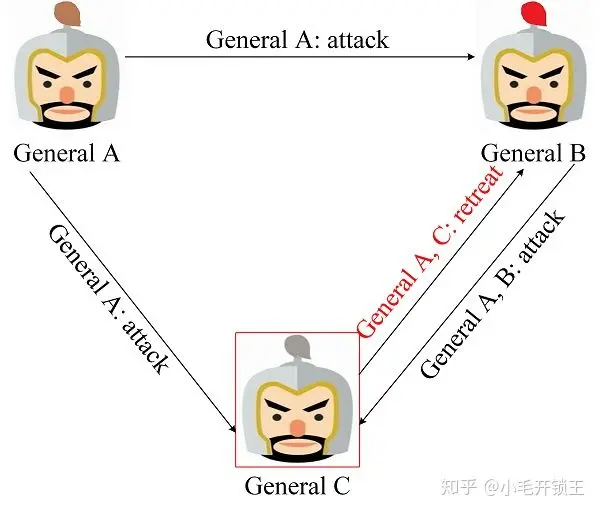 General A: attack
General A
General B
General A: attack
General A, C: retreat
General A, B: attack
General C
知乎 @小毛开锁王